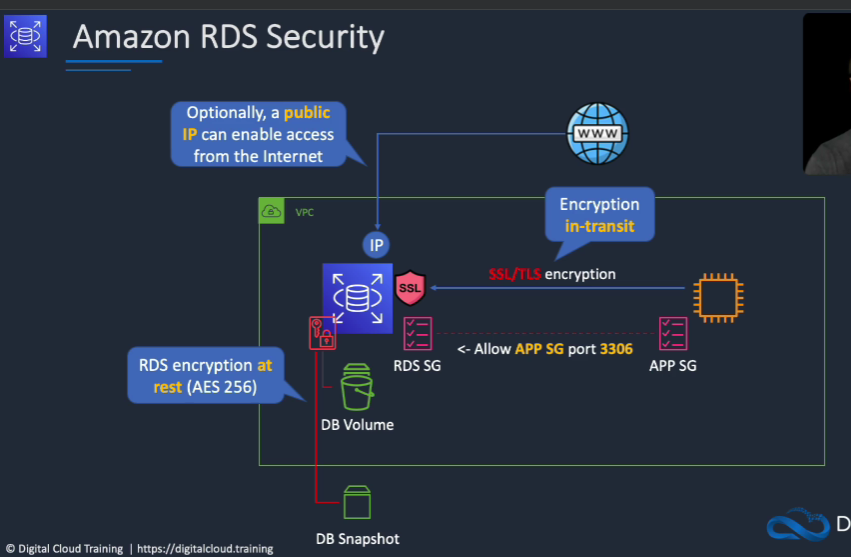 Amazon RDS Security
Optionally, a public
IP can enable access
from the Internet
WWW
VPC
Encryption
in-transit
IP
SSL/TLS encryption
SSL
<- Allow APP SG port 3306
RDS SG
APP SG
RDS encryption at
rest (AES 256)
DB Volume
DB Snapshot
D
© Digital Cloud Training | https://digitalcloud.training